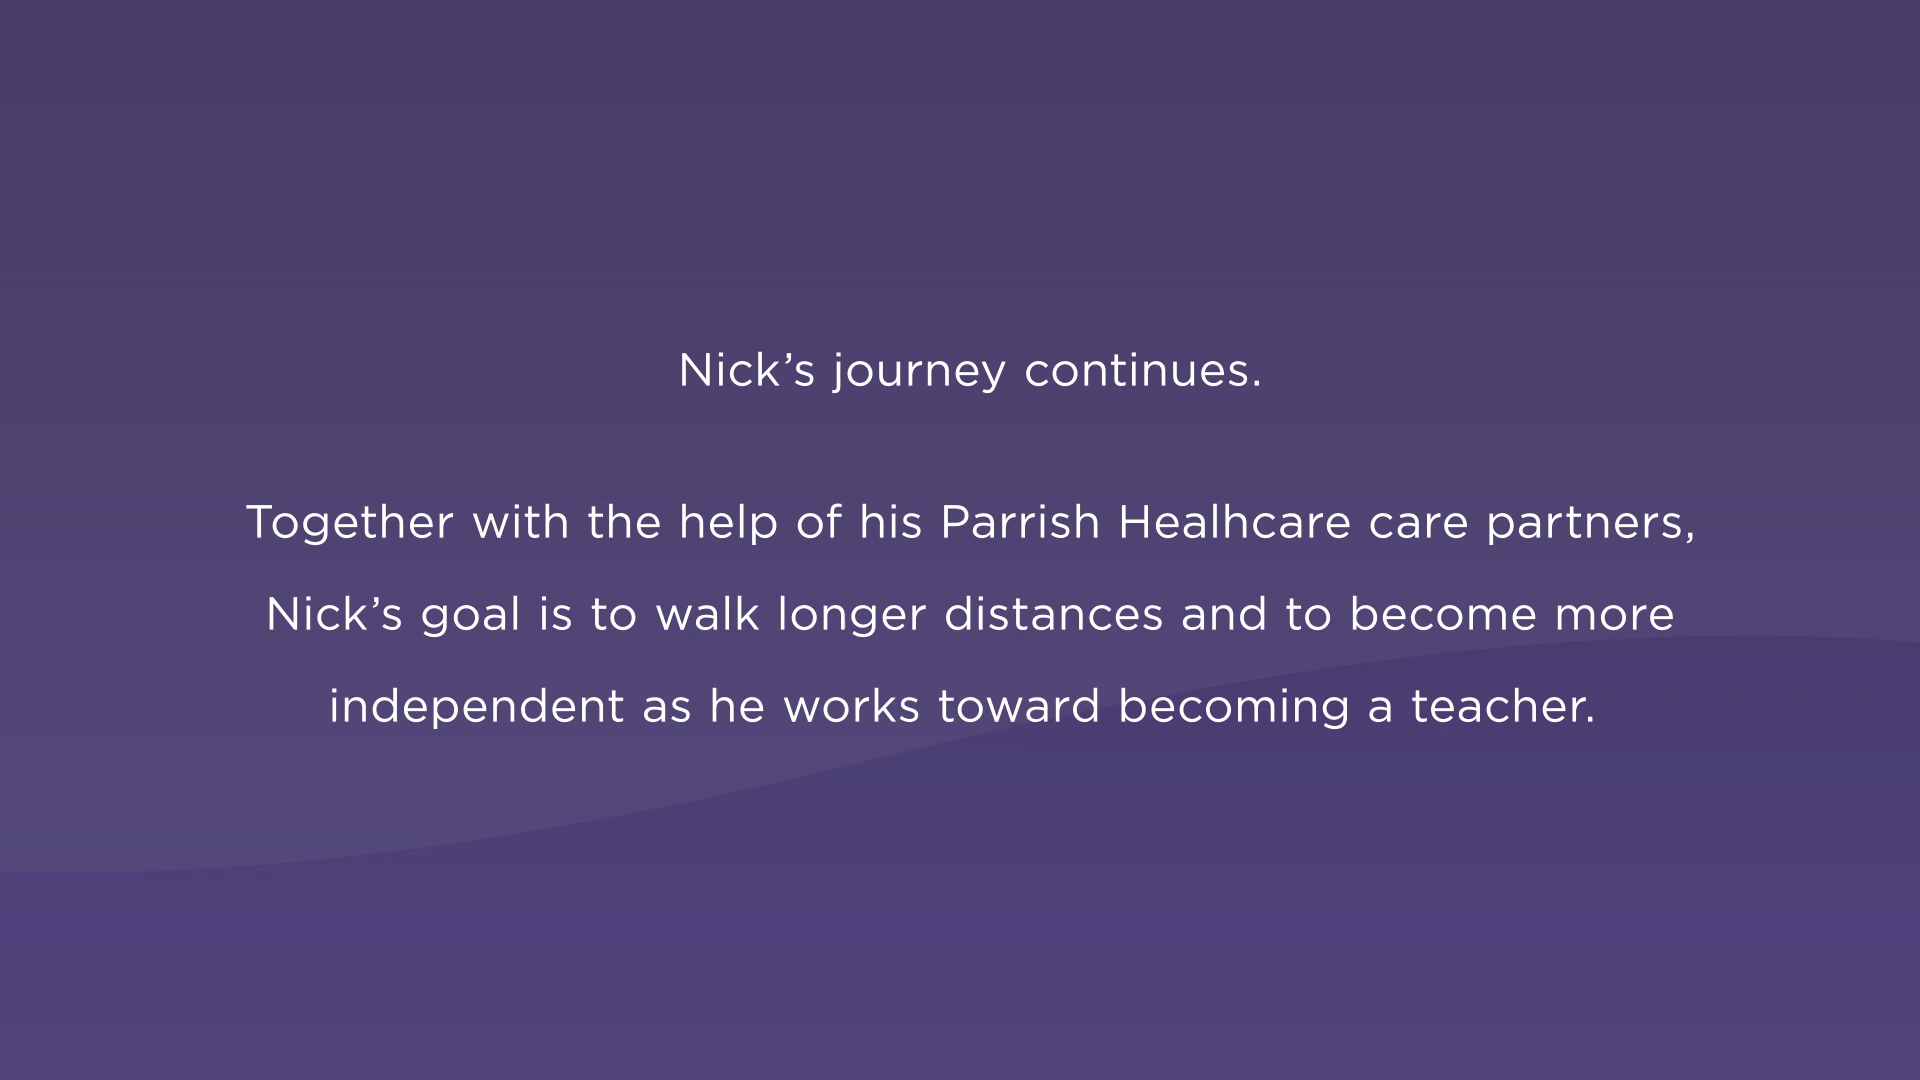 Nick’s journey continues.
Together with the help of his Parrish Healhcare care partners,
Nick’s goal is to walk longer distances and to become more
independent as he works toward becoming a teacher.